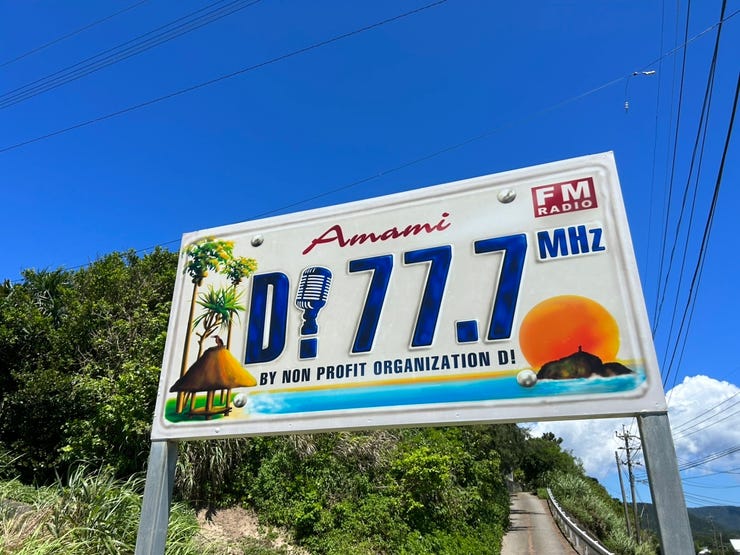 Amami
FM
RADIO
D! 77.7 MHz
BY NON PROFIT ORGANIZATION D!